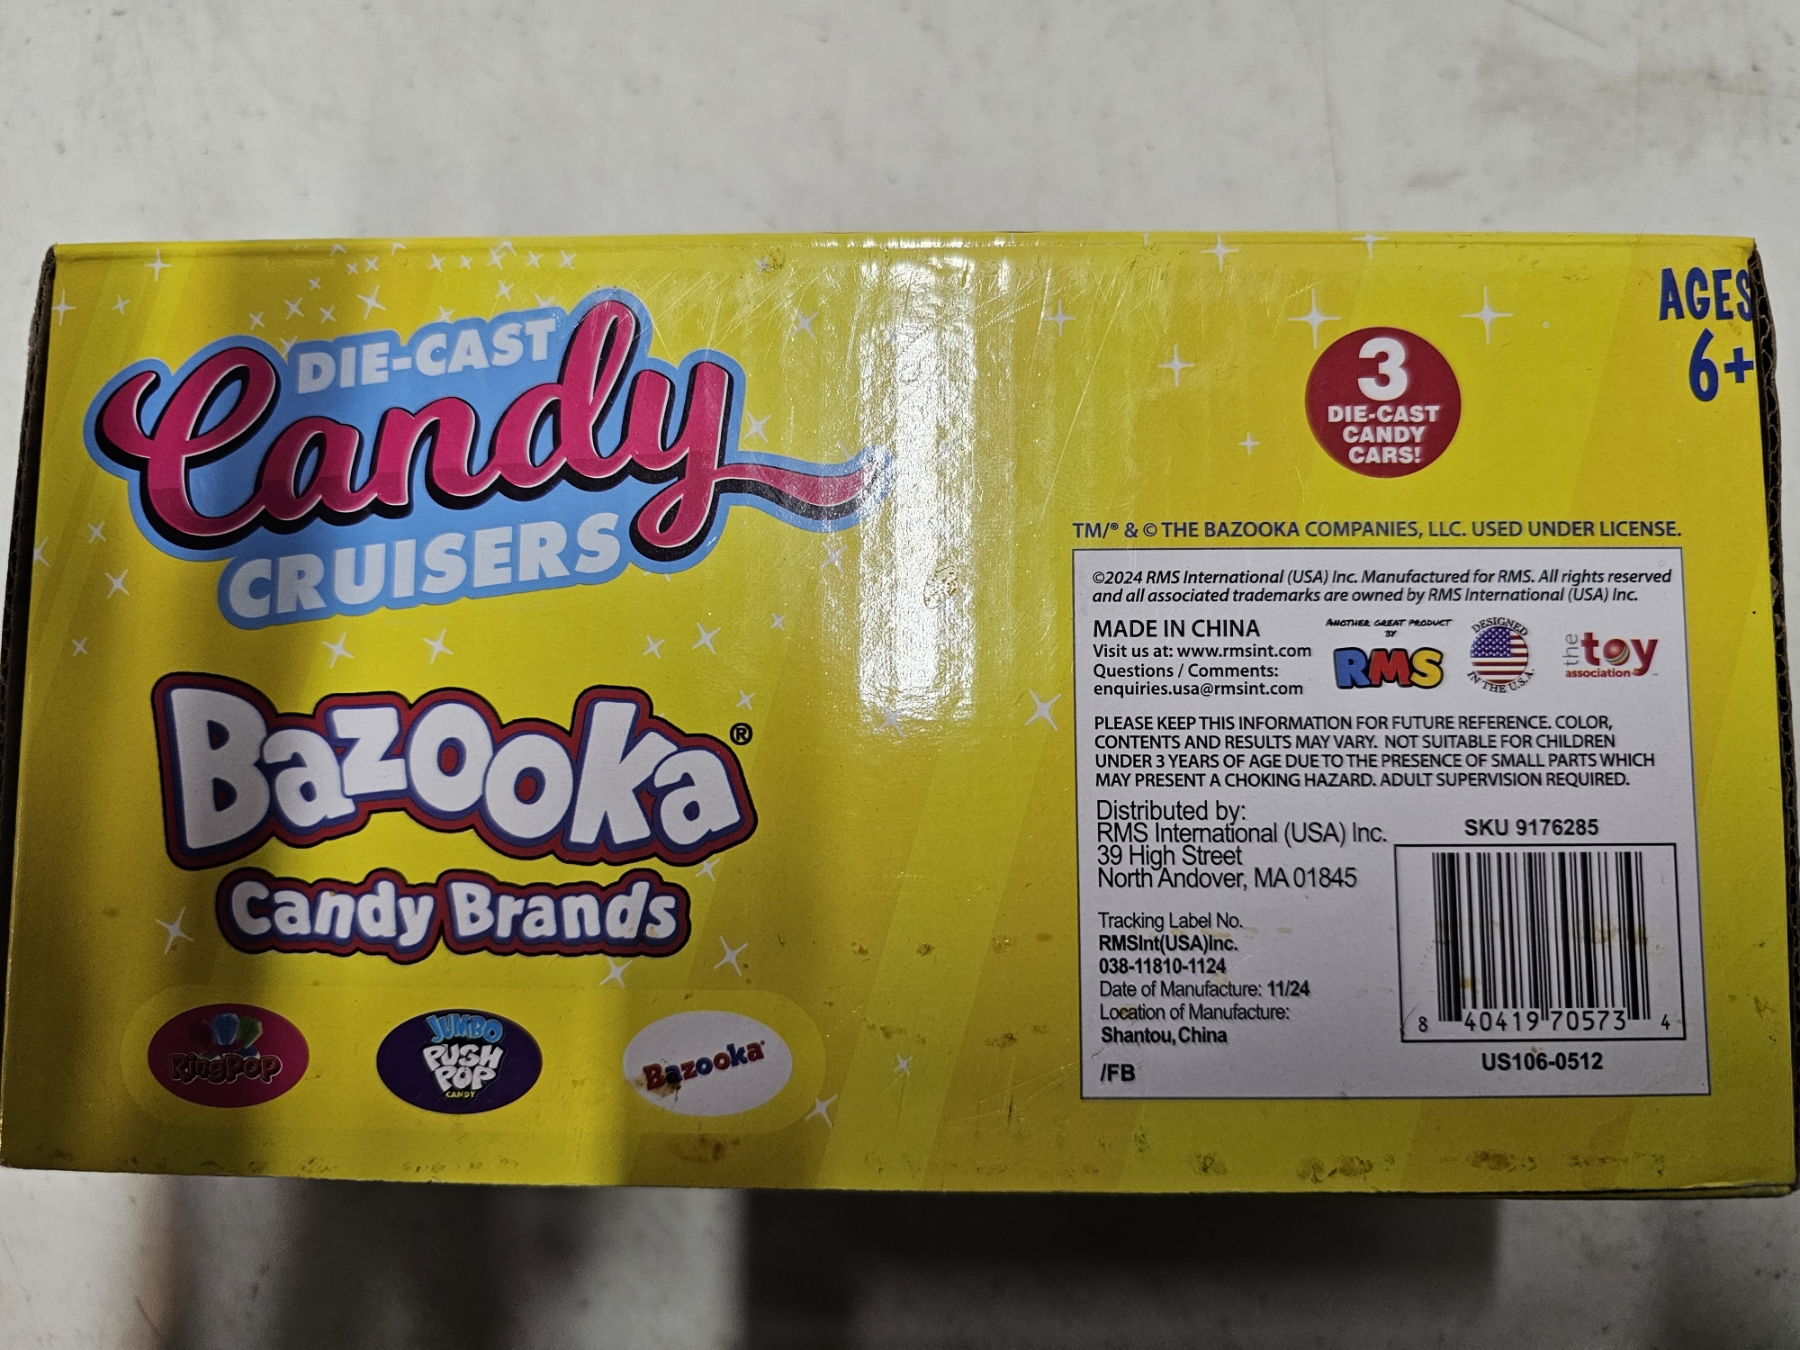 DIE-CAST
Candy
CRUISERS
Bazooka®
Candy Brands
RingPop
JUMBO
PUSH
POP
CANDY
Bazooka®
AGES
6+
3
DIE-CAST
CANDY
CARS!
TM/® & © THE BAZOOKA COMPANIES, LLC. USED UNDER LICENSE.
©2024 RMS International (USA) Inc. Manufactured for RMS. All rights reserved
and all associated trademarks are owned by RMS International (USA) Inc.
MADE IN CHINA
Visit us at: www.rmsint.com
Questions / Comments:
enquiries.usa@rmsint.com
ANOTHER GREAT PRODUCT
BY
RMS
DESIGNED
IN THE U.S.A.
the toy
association
PLEASE KEEP THIS INFORMATION FOR FUTURE REFERENCE. COLOR,
CONTENTS AND RESULTS MAY VARY. NOT SUITABLE FOR CHILDREN
UNDER 3 YEARS OF AGE DUE TO THE PRESENCE OF SMALL PARTS WHICH
MAY PRESENT A CHOKING HAZARD. ADULT SUPERVISION REQUIRED.
Distributed by:
RMS International (USA) Inc.
39 High Street
North Andover, MA 01845
Tracking Label No.
RMSInt(USA)Inc.
038-11810-1124
Date of Manufacture: 11/24
Location of Manufacture:
Shantou, China
/FB
SKU 9176285
8 40419 70573 4
US106-0512